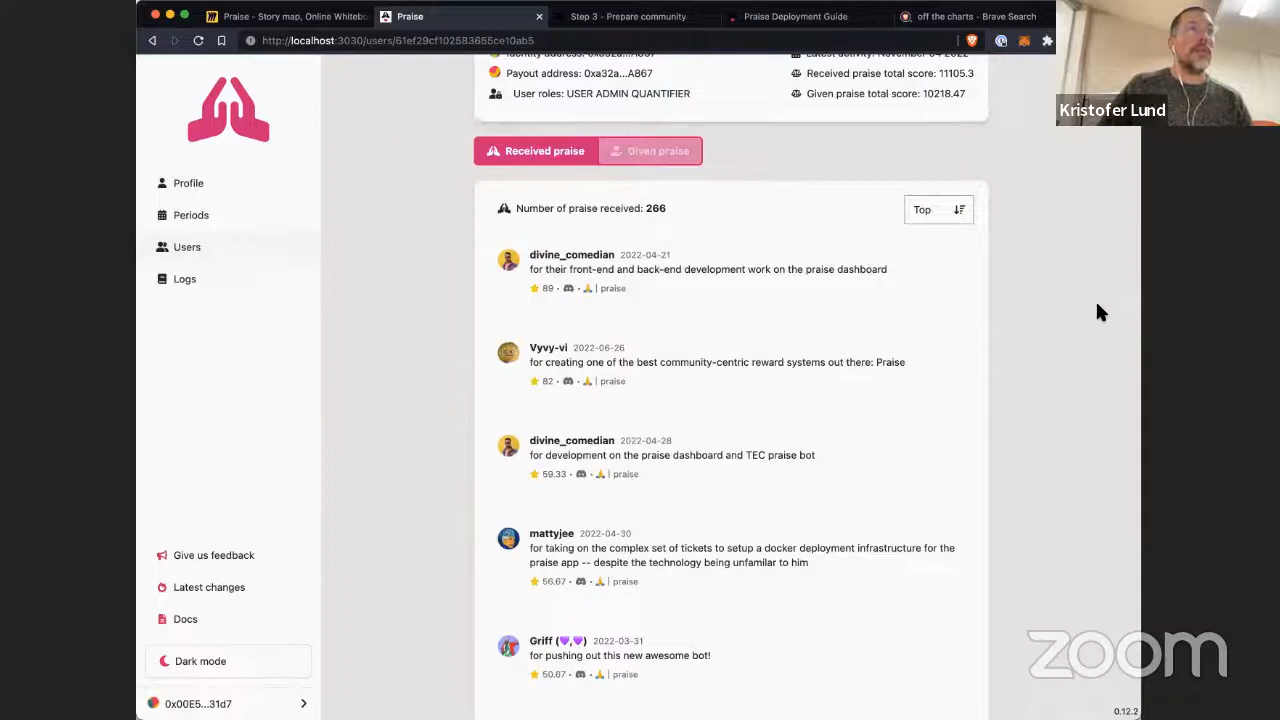 Praise - Story map, Online Whitebo
Praise
Step 3 - Prepare community
Praise Deployment Guide
off the charts - Brave Search
http://localhost:3030/users/61ef29cf102583655ce10ab5
Kristofer Lund
Payout address: 0xa32a...A867
Received praise total score: 11105.3
User roles: USER ADMIN QUANTIFIER
Given praise total score: 10218.47
Received praise
Given praise
Profile
Periods
Users
Logs
Number of praise received: 266
Top
divine_comedian 2022-04-21
for their front-end and back-end development work on the praise dashboard
89 • • 🙏 | praise
Vyvy-vi 2022-06-26
for creating one of the best community-centric reward systems out there: Praise
82 • • 🙏 | praise
divine_comedian 2022-04-28
for development on the praise dashboard and TEC praise bot
59.33 • • 🙏 | praise
mattyjee 2022-04-30
for taking on the complex set of tickets to setup a docker deployment infrastructure for the
praise app -- despite the technology being unfamilar to him
56.67 • • 🙏 | praise
Griff (💜,💜) 2022-03-31
for pushing out this new awesome bot!
50.67 • • 🙏 | praise
Give us feedback
Latest changes
Docs
Dark mode
0x00E5...31d7
zoom
0.12.2